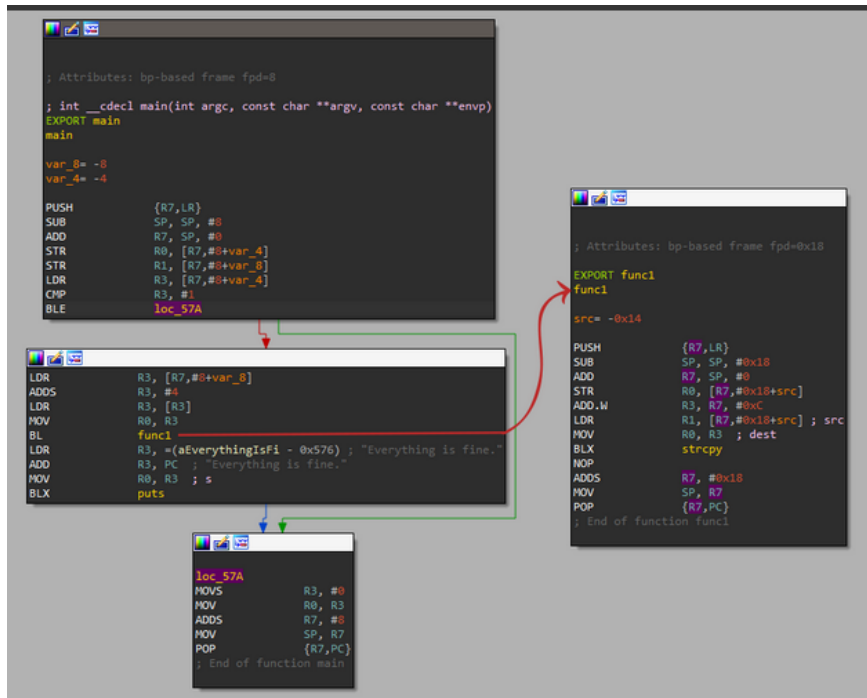 ; Attributes: bp-based frame fpd=8
; int __cdecl main(int argc, const char **argv, const char **envp)
EXPORT main
main
var_8= -8
var_4= -4
PUSH {R7,LR}
SUB SP, SP, #8
ADD R7, SP, #0
STR R0, [R7,#8+var_4]
STR R1, [R7,#8+var_8]
LDR R3, [R7,#8+var_4]
CMP R3, #1
BLE loc_57A
LDR R3, [R7,#8+var_8]
ADDS R3, #4
LDR R3, [R3]
MOV R0, R3
BL func1
LDR R3, =(aEverythingIsFi - 0x576) ; "Everything is fine."
ADD R3, PC ; "Everything is fine."
MOV R0, R3 ; s
BLX puts
loc_57A
MOVS R3, #0
MOV R0, R3
ADDS R7, #8
MOV SP, R7
POP {R7,PC}
; End of function main
; Attributes: bp-based frame fpd=0x18
EXPORT func1
func1
src= -0x14
PUSH {R7,LR}
SUB SP, SP, #0x18
ADD R7, SP, #0
STR R0, [R7,#0x18+src]
ADD.W R3, R7, #0xC
LDR R1, [R7,#0x18+src] ; src
MOV R0, R3 ; dest
BLX strcpy
NOP
ADDS R7, #0x18
MOV SP, R7
POP {R7,PC}
; End of function func1